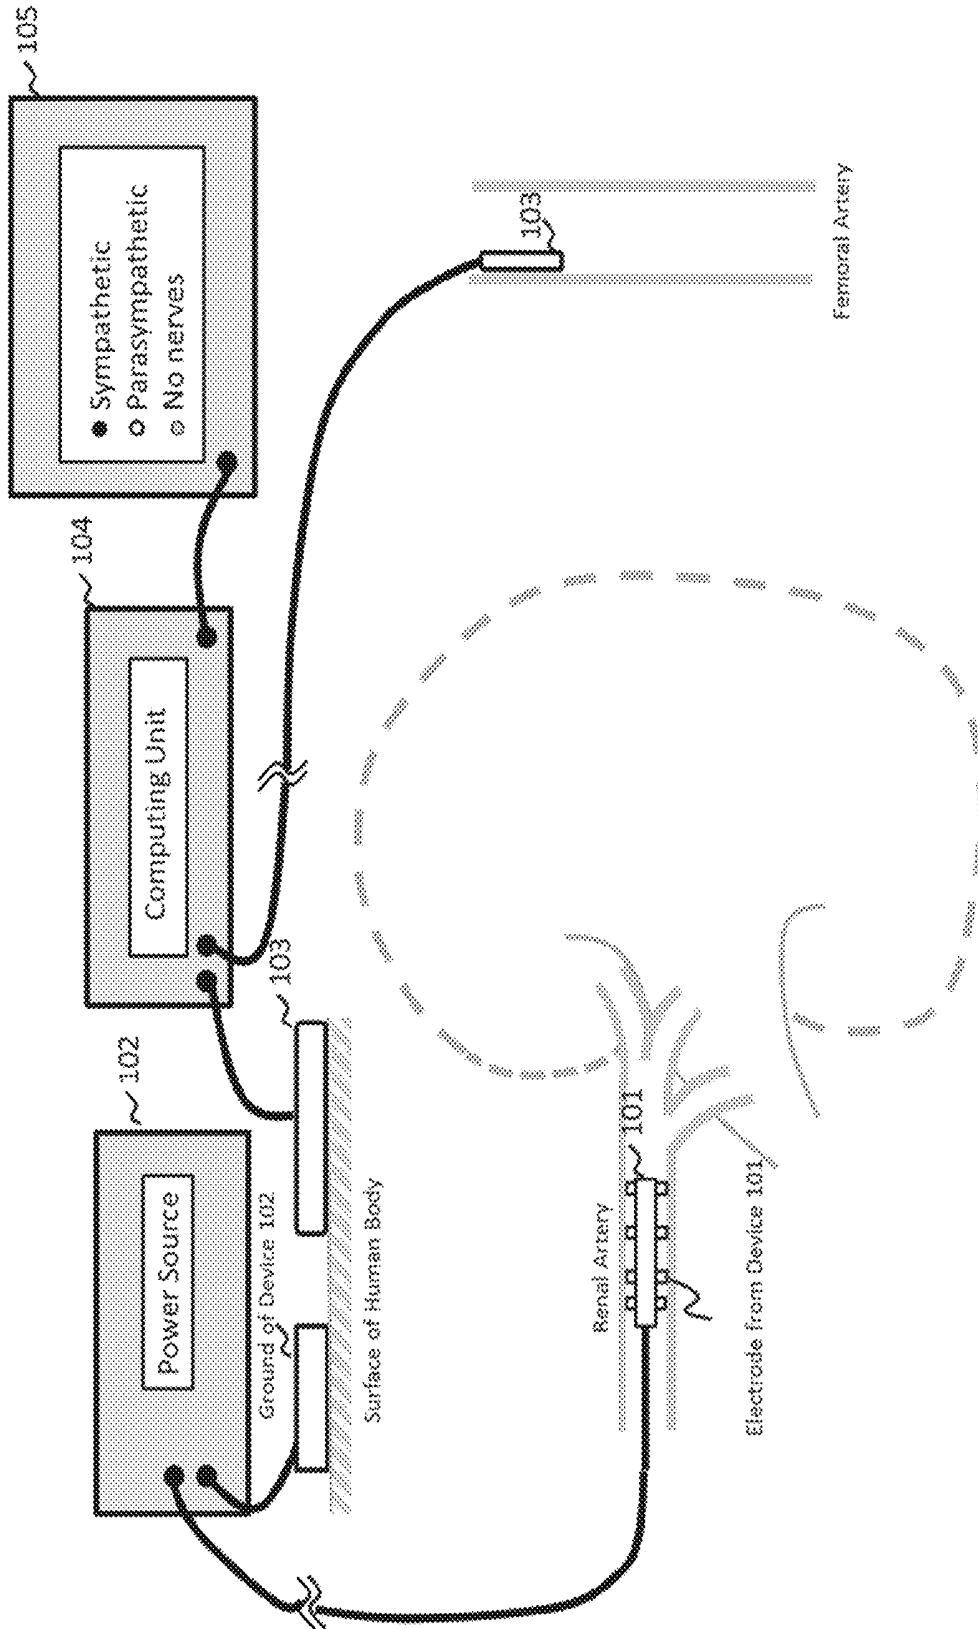 102
Power Source
Ground of Device 102
Surface of Human Body
103
104
Computing Unit
105
Sympathetic
Parasympathetic
No nerves
Renal Artery
101
Electrode from Device 101
103
Femoral Artery